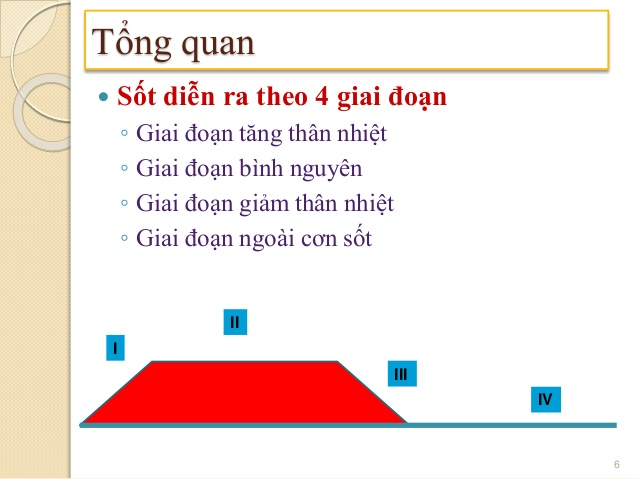 Tổng quan
Sốt diễn ra theo 4 giai đoạn
Giai đoạn tăng thân nhiệt
Giai đoạn bình nguyên
Giai đoạn giảm thân nhiệt
Giai đoạn ngoài cơn sốt
II
I
III
IV
6